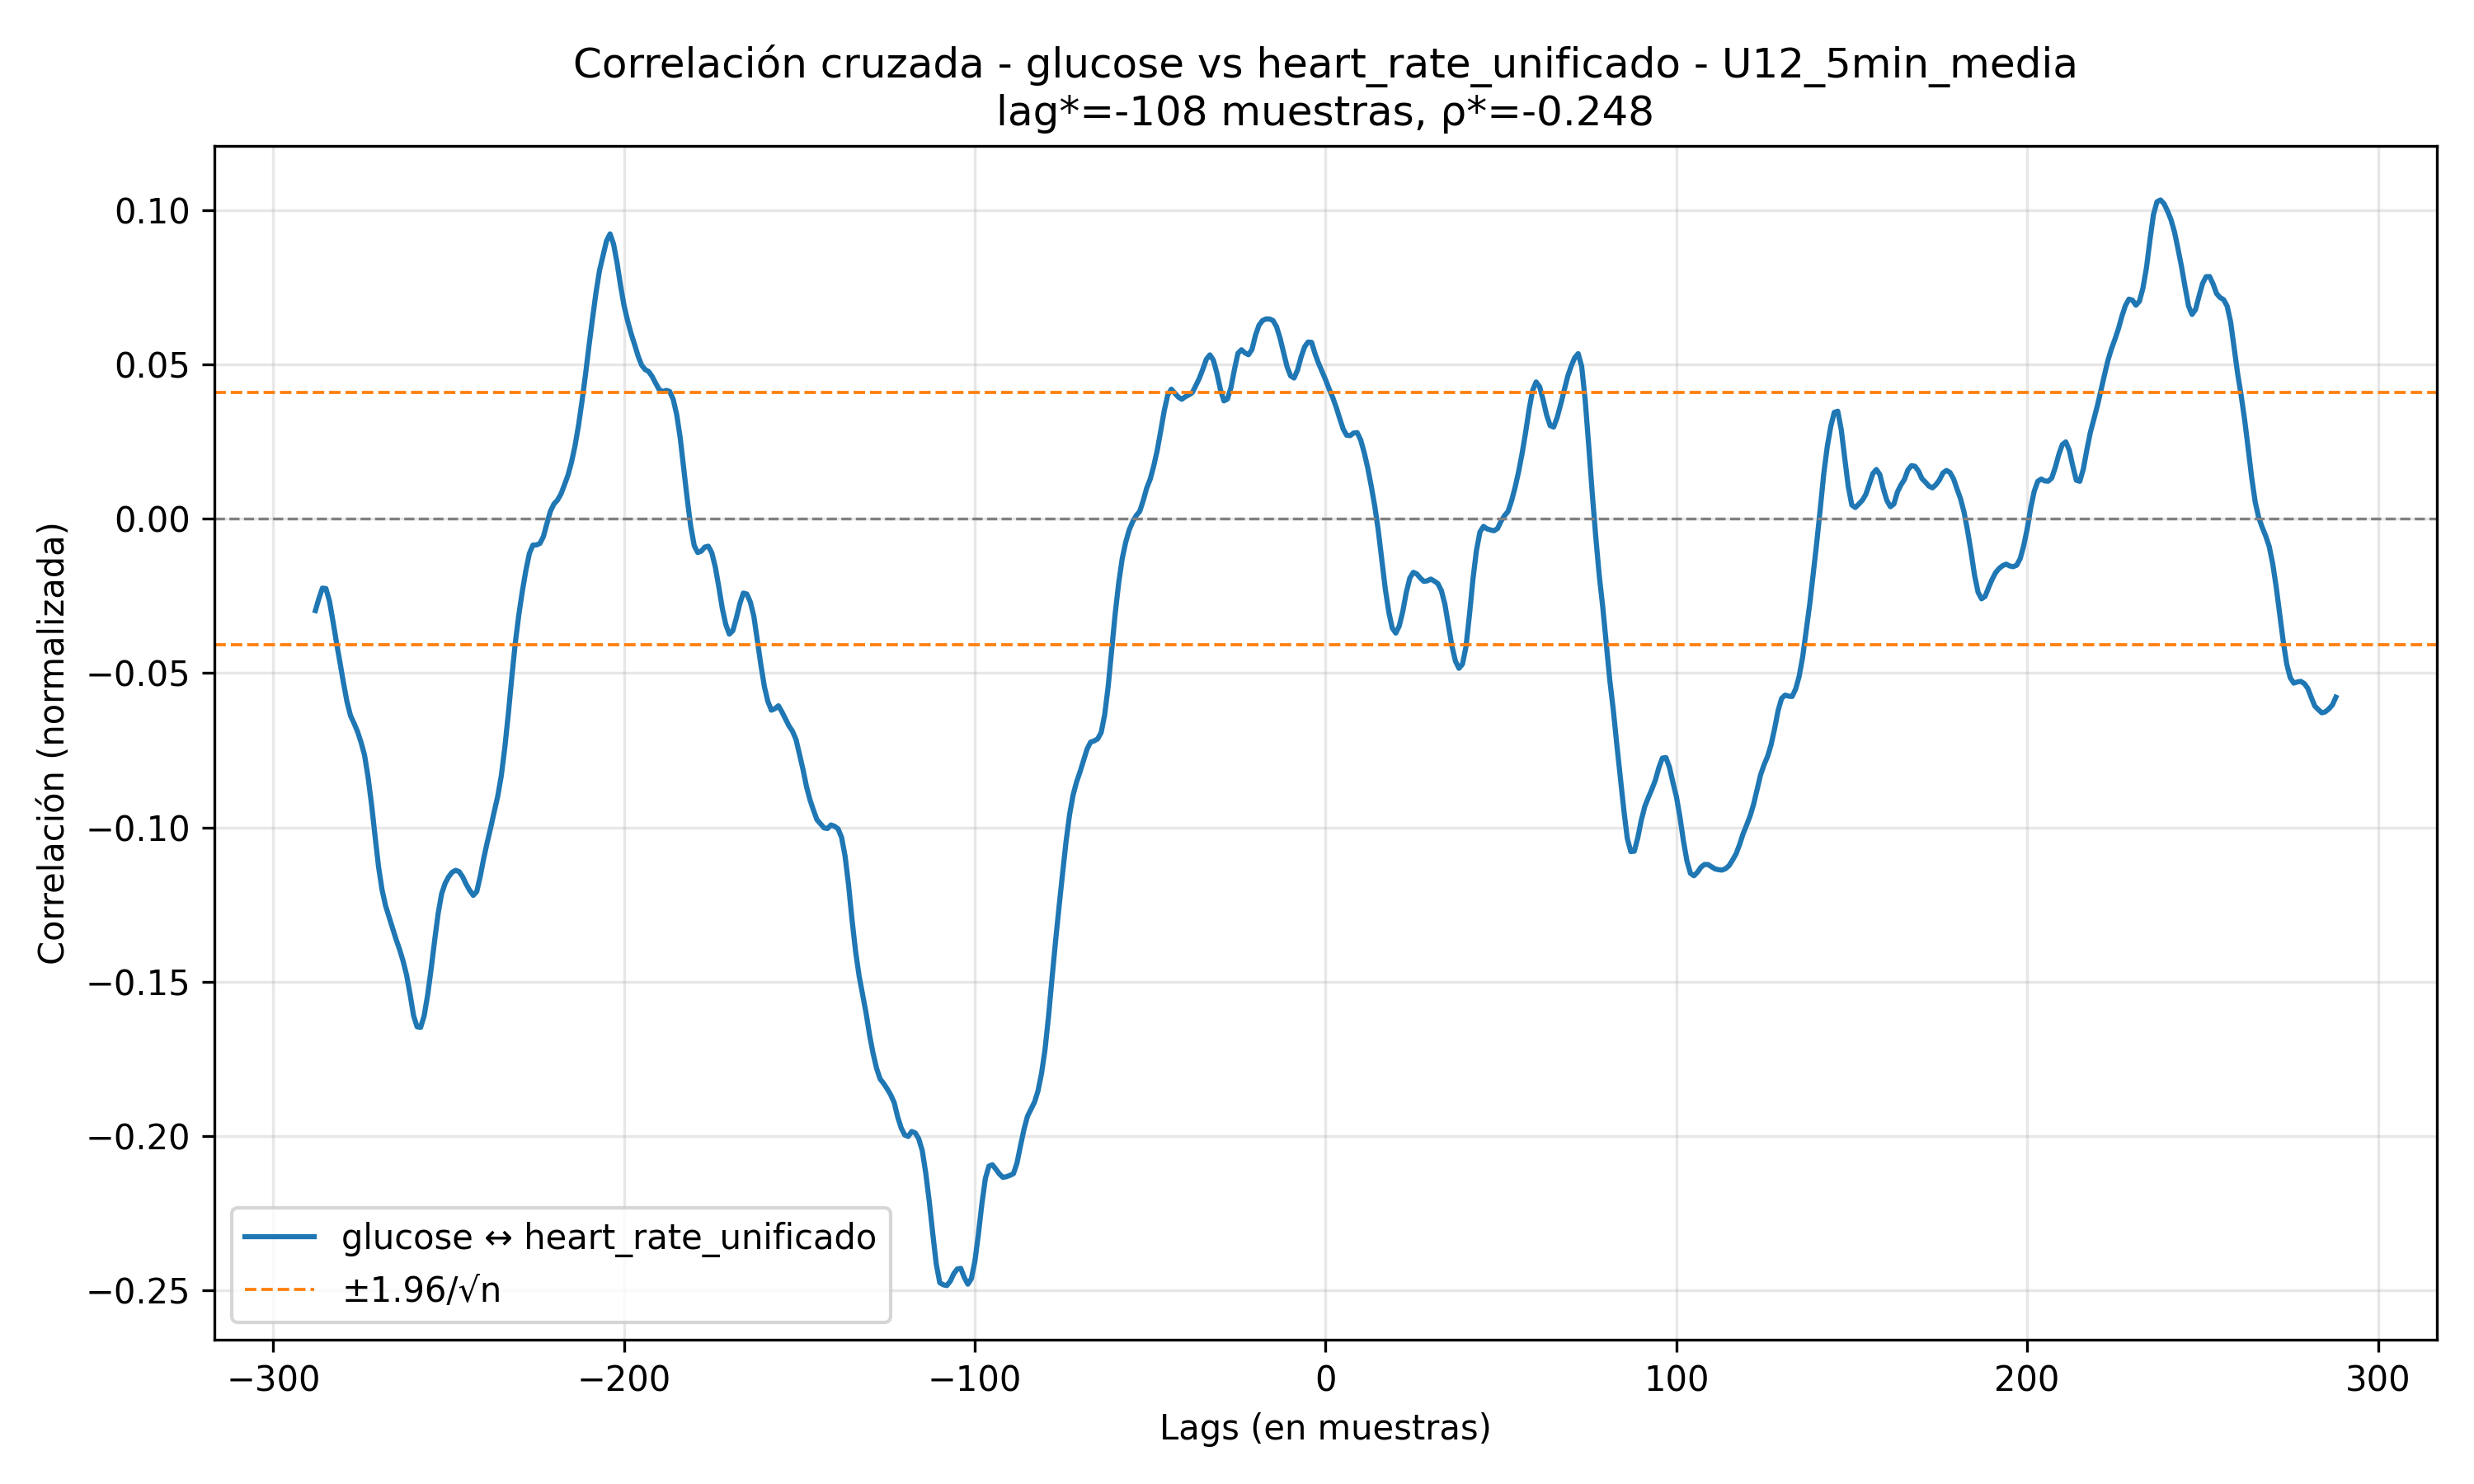 Correlación cruzada - glucose vs heart_rate_unificado - U12_5min_media
lag*=-108 muestras, ρ*=-0.248
Correlación (normalizada)
0.10
0.05
0.00
−0.05
−0.10
−0.15
−0.20
−0.25
glucose ↔ heart_rate_unificado
±1.96/√n
−300
−200
−100
0
100
200
300
Lags (en muestras)